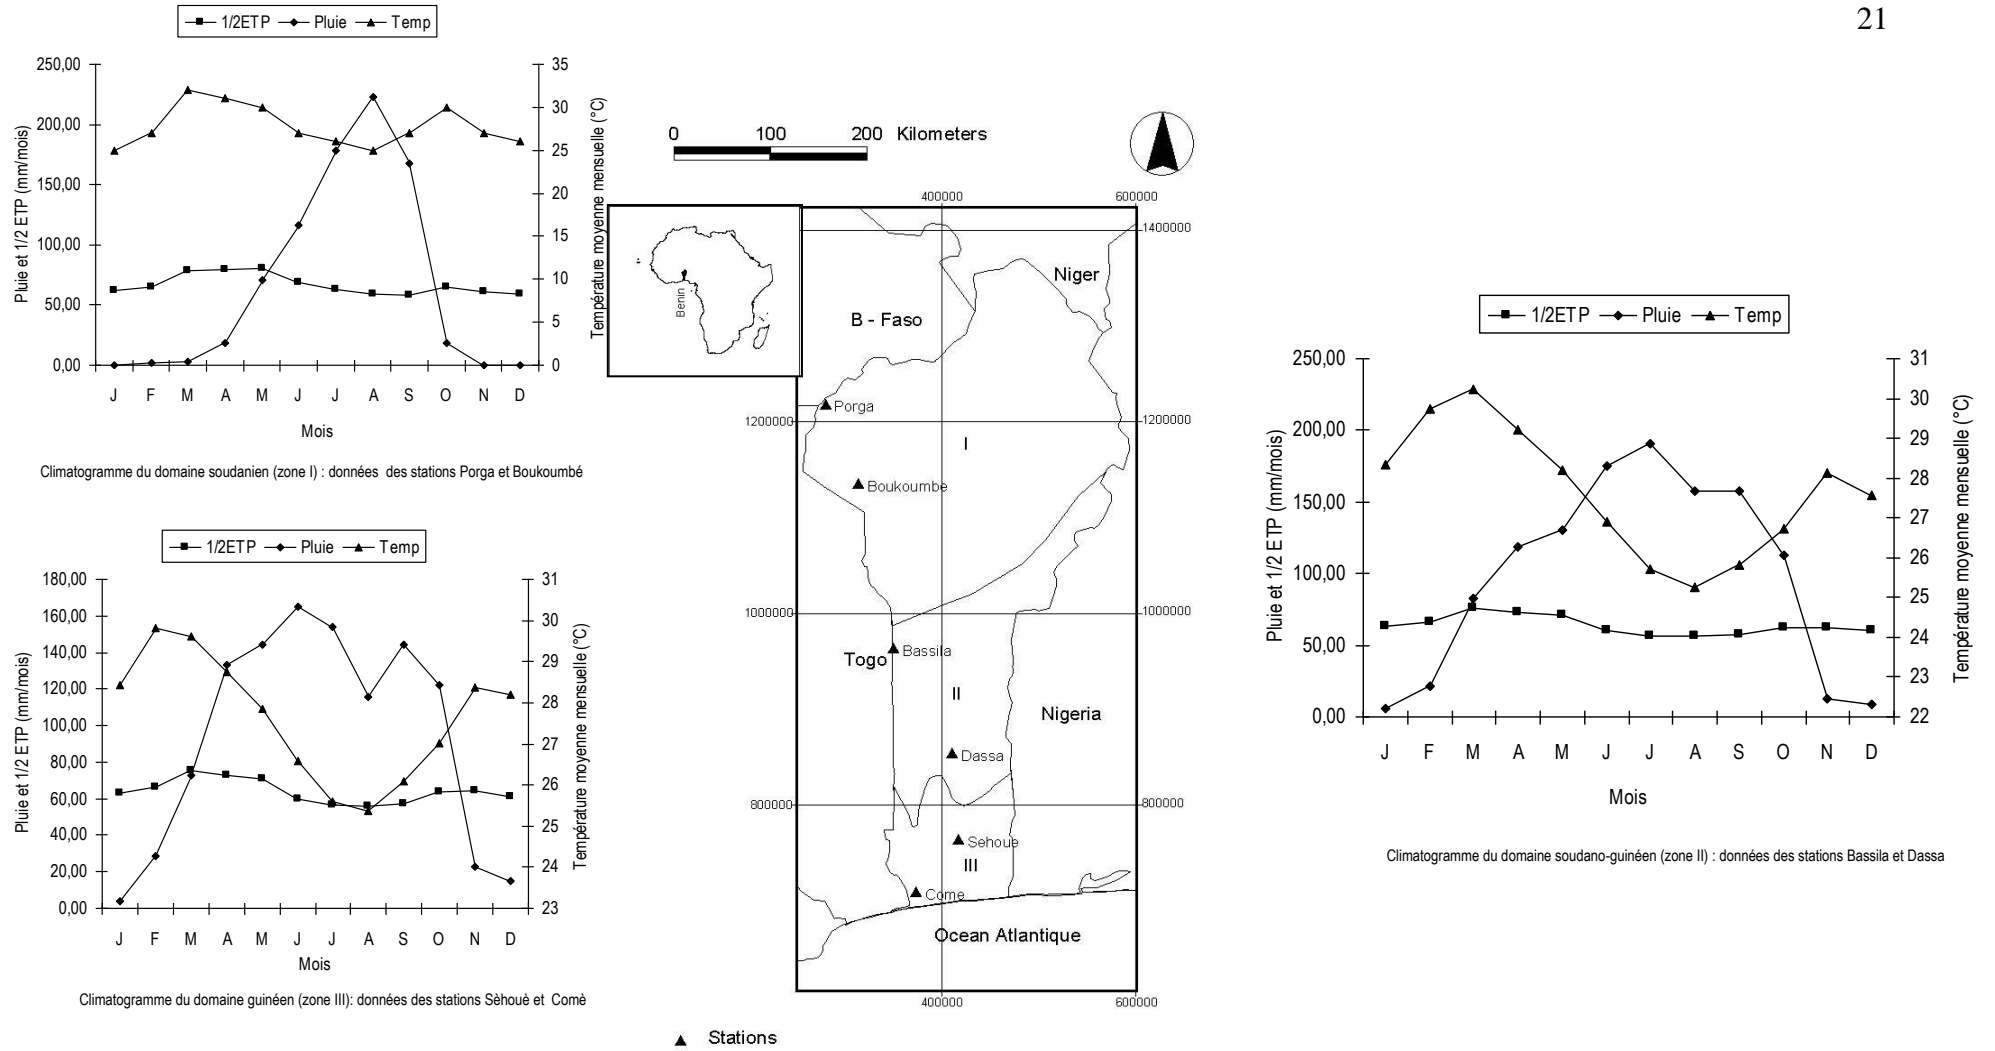 21
1/2ETP Pluie Temp
250,00
200,00
150,00
100,00
50,00
0,00
35
30
25
20
15
10
5
0
Pluie et 1/2 ETP (mm/mois)
Température moyenne mensuelle (°C)
J F M A M J J A S O N D
Mois
Climatogramme du domaine soudanien (zone I) : données des stations Porga et Boukoumbé
1/2ETP Pluie Temp
180,00
160,00
140,00
120,00
100,00
80,00
60,00
40,00
20,00
0,00
31
30
29
28
27
26
25
24
23
Pluie et 1/2 ETP (mm/mois)
Température moyenne mensuelle (°C)
J F M A M J J A S O N D
Mois
Climatogramme du domaine guinéen (zone III): données des stations Sèhouè et Comè
0 100 200 Kilometers
400000 600000
1400000
Benin
Niger
B - Faso
Porga
1200000 1200000
I
Boukoumbe
1000000 1000000
Togo
Bassila
II
Nigeria
Dassa
800000 800000
Sehoue
III
Come
Ocean Atlantique
400000 600000
Stations
1/2ETP Pluie Temp
250,00
200,00
150,00
100,00
50,00
0,00
31
30
29
28
27
26
25
24
23
22
Pluie et 1/2 ETP (mm/mois)
Température moyenne mensuelle (°C)
J F M A M J J A S O N D
Mois
Climatogramme du domaine soudano-guinéen (zone II) : données des stations Bassila et Dassa